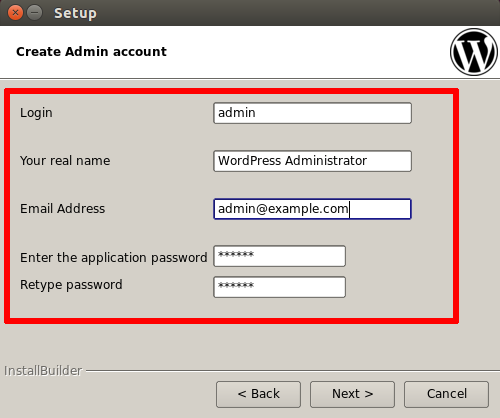 Setup
Create Admin account
Login admin
Your real name WordPress Administrator
Email Address admin@example.com
Enter the application password ******
Retype password ******
InstallBuilder
< Back Next > Cancel